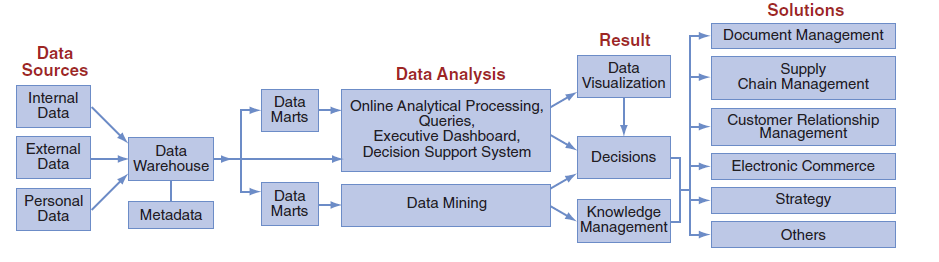 Data
Sources
Internal
Data
External
Data
Personal
Data
Data
Warehouse
Metadata
Data
Marts
Data
Marts
Data Analysis
Online Analytical Processing,
Queries,
Executive Dashboard,
Decision Support System
Data Mining
Result
Data
Visualization
Decisions
Knowledge
Management
Solutions
Document Management
Supply
Chain Management
Customer Relationship
Management
Electronic Commerce
Strategy
Others